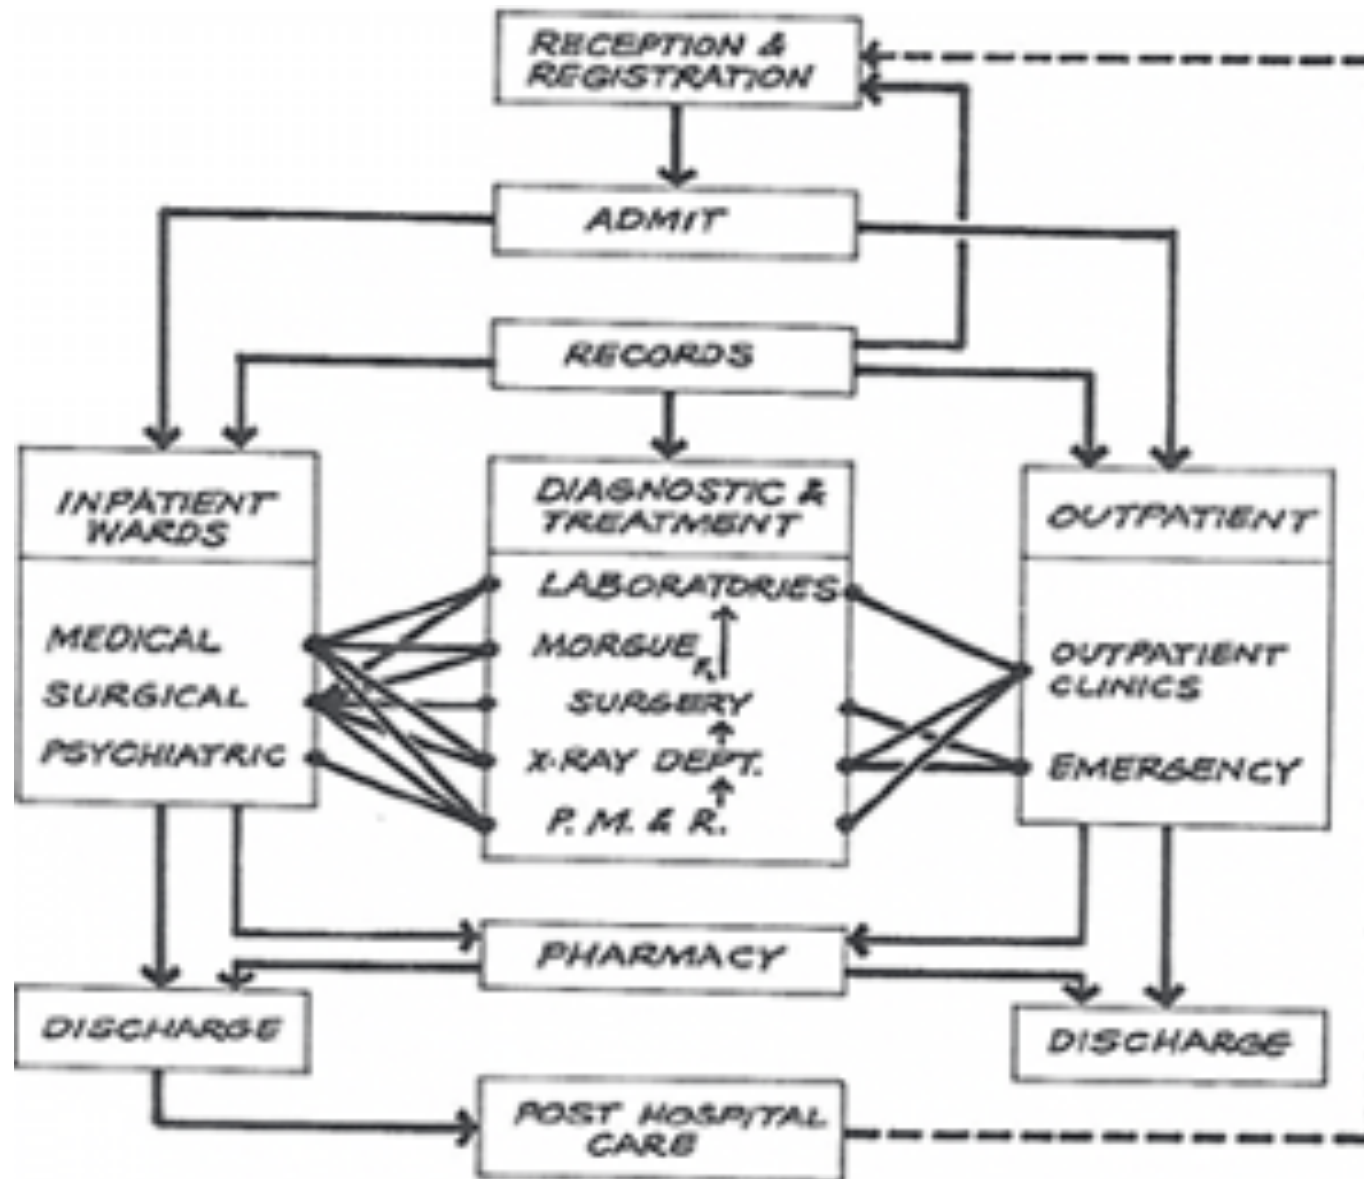 RECEPTION &
REGISTRATION
ADMIT
RECORDS
INPATIENT
WARDS
MEDICAL
SURGICAL
PSYCHIATRIC
DIAGNOSTIC &
TREATMENT
LABORATORIES
MORGUE
SURGERY
X-RAY DEPT.
P. M. & R.
OUTPATIENT
OUTPATIENT
CLINICS
EMERGENCY
PHARMACY
DISCHARGE
DISCHARGE
POST HOSPITAL
CARE